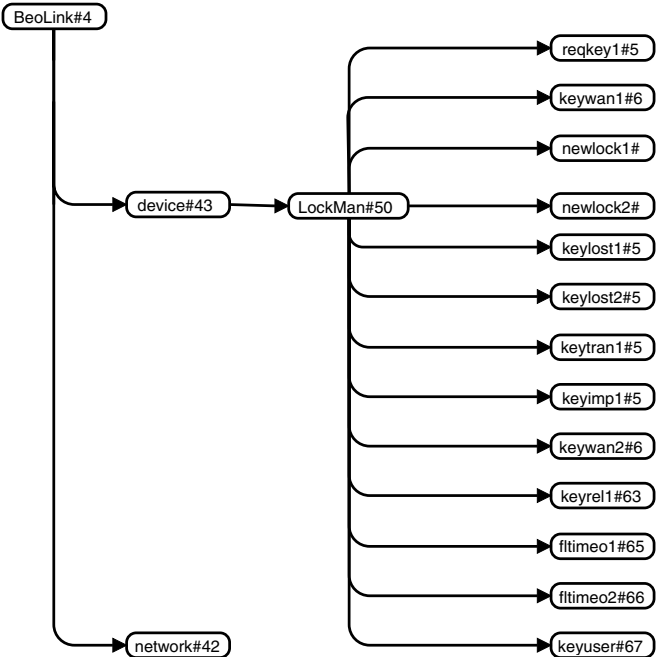 BeoLink#4
reqkey1#5
keywan1#6
newlock1#
device#43
LockMan#50
newlock2#
keylost1#5
keylost2#5
keytran1#5
keyimp1#5
keywan2#6
keyrel1#63
fltimeo1#65
fltimeo2#66
network#42
keyuser#67